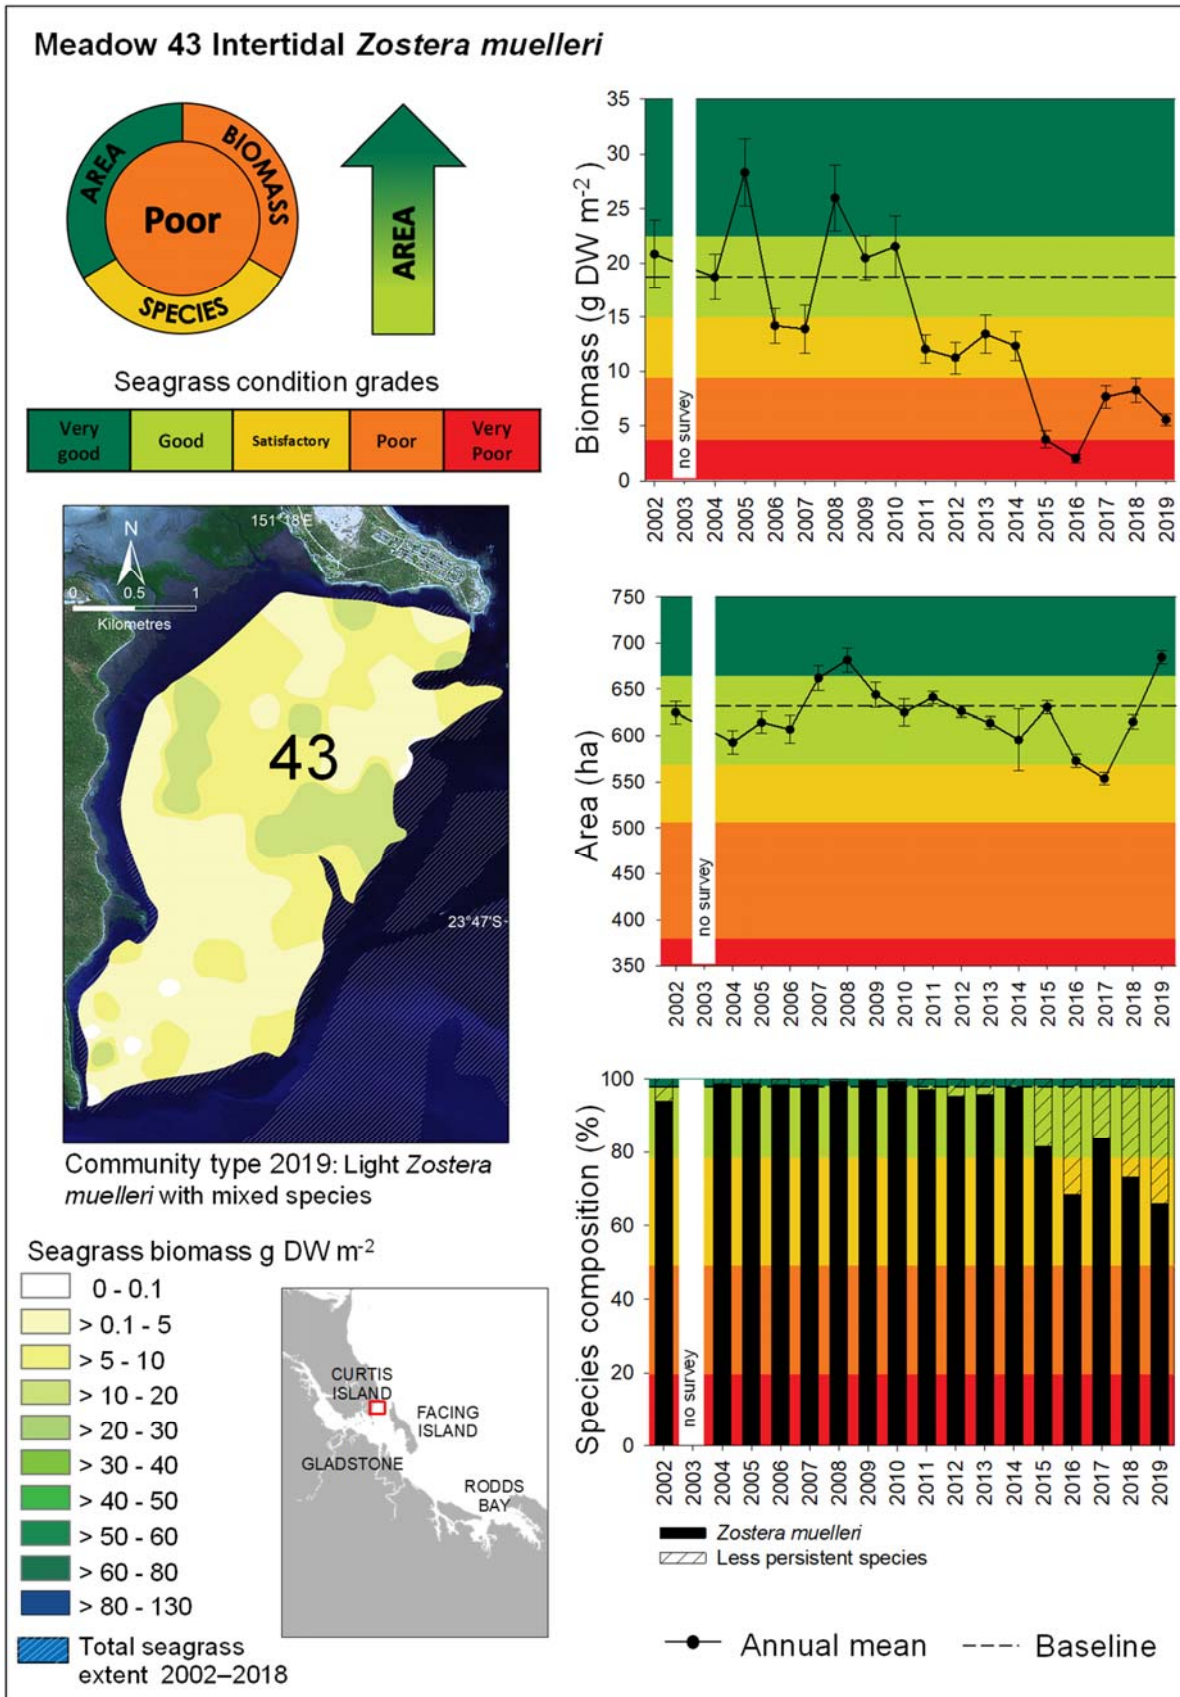 Meadow 43 Intertidal Zostera muelleri
AREA
BIOMASS
SPECIES
Poor
AREA
Seagrass condition grades
Very good
Good
Satisfactory
Poor
Very Poor
151°18'E
N
0 0.5 1
Kilometres
43
23°47'S
Community type 2019: Light Zostera
muelleri with mixed species
Seagrass biomass g DW m-2
0 - 0.1
> 0.1 - 5
> 5 - 10
> 10 - 20
> 20 - 30
> 30 - 40
> 40 - 50
> 50 - 60
> 60 - 80
> 80 - 130
Total seagrass
extent 2002–2018
CURTIS
ISLAND
FACING
ISLAND
GLADSTONE
RODDS
BAY
Biomass (g DW m-2)
35
30
25
20
15
10
5
0
no survey
2002 2003 2004 2005 2006 2007 2008 2009 2010 2011 2012 2013 2014 2015 2016 2017 2018 2019
Area (ha)
750
700
650
600
550
500
450
400
350
no survey
2002 2003 2004 2005 2006 2007 2008 2009 2010 2011 2012 2013 2014 2015 2016 2017 2018 2019
Species composition (%)
100
80
60
40
20
0
no survey
2002 2003 2004 2005 2006 2007 2008 2009 2010 2011 2012 2013 2014 2015 2016 2017 2018 2019
Zostera muelleri
Less persistent species
Annual mean
Baseline